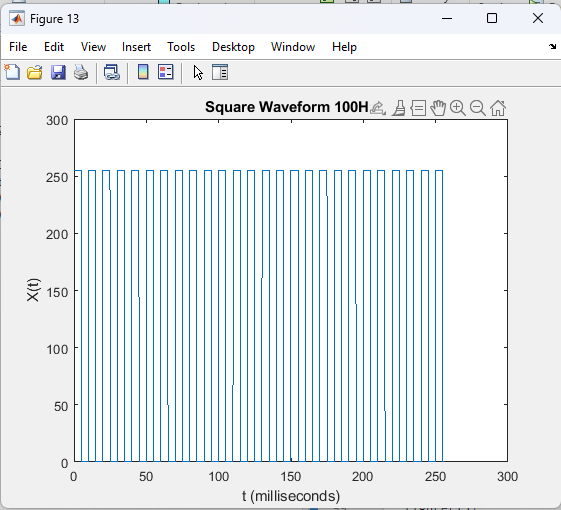 Figure 13
File Edit View Insert Tools Desktop Window Help
Square Waveform 100H
300
250
200
150
100
50
0
X(t)
0 50 100 150 200 250 300
t (milliseconds)